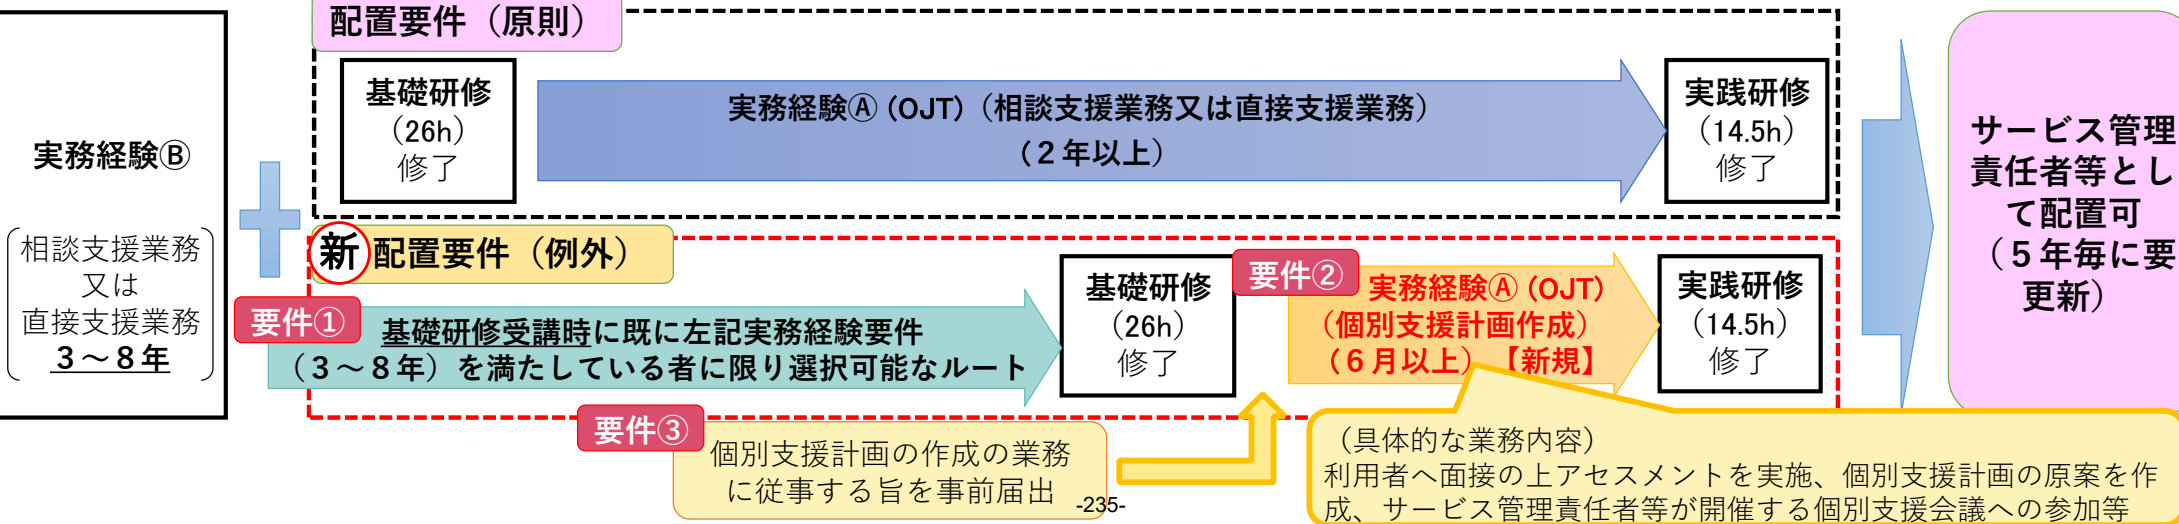 実務経験Ⓑ
相談支援業務
又は
直接支援業務
３～８年
配置要件（原則）
基礎研修
（26h）
修了
実務経験Ⓐ (OJT)（相談支援業務又は直接支援業務）
（２年以上）
実践研修
（14.5h）
修了
新 配置要件（例外）
要件①
基礎研修受講時に既に左記実務経験要件
（３～８年）を満たしている者に限り選択可能なルート
基礎研修
（26h）
修了
要件②
実務経験Ⓐ (OJT)
（個別支援計画作成）
（６月以上）【新規】
実践研修
（14.5h）
修了
要件③
個別支援計画の作成の業務
に従事する旨を事前届出
（具体的な業務内容）
利用者へ面接の上アセスメントを実施、個別支援計画の原案を作
成、サービス管理責任者等が開催する個別支援会議への参加等
サービス管理
責任者等とし
て配置可
（５年毎に要
更新）
-235-